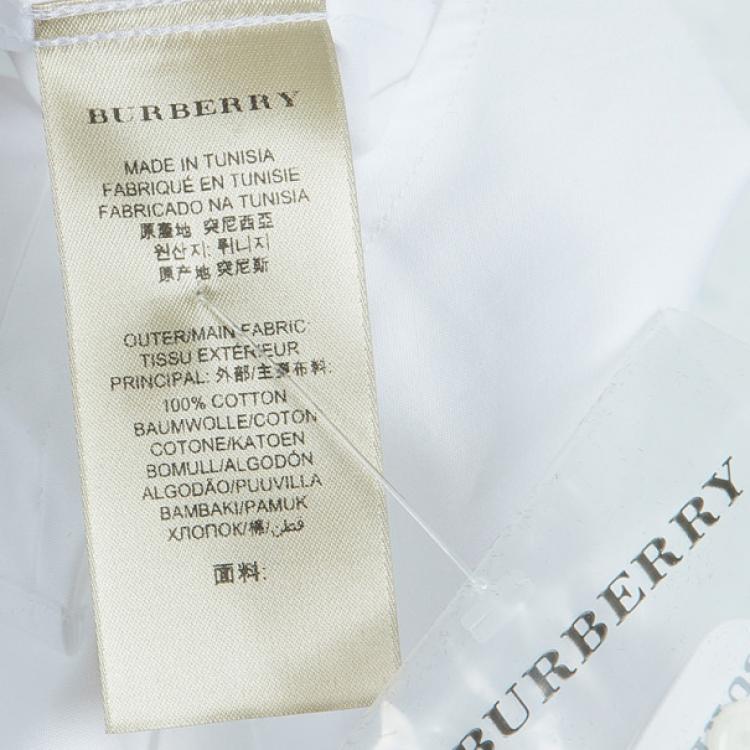 BURBERRY
MADE IN TUNISIA
FABRIQUÉ EN TUNISIE
FABRICADO NA TUNISIA
原產地 突尼西亞
원산지: 튀니지
原产地 突尼斯
OUTER/MAIN FABRIC:
TISSU EXTÉRIEUR
PRINCIPAL: 外部/主要布料:
100% COTTON
BAUMWOLLE/COTON
COTONE/KATOEN
BOMULL/ALGODÓN
ALGODÃO/PUUVILLA
BAMBAKI/PAMUK
ХЛОПОК/棉/قطن
面料:
BURBERRY